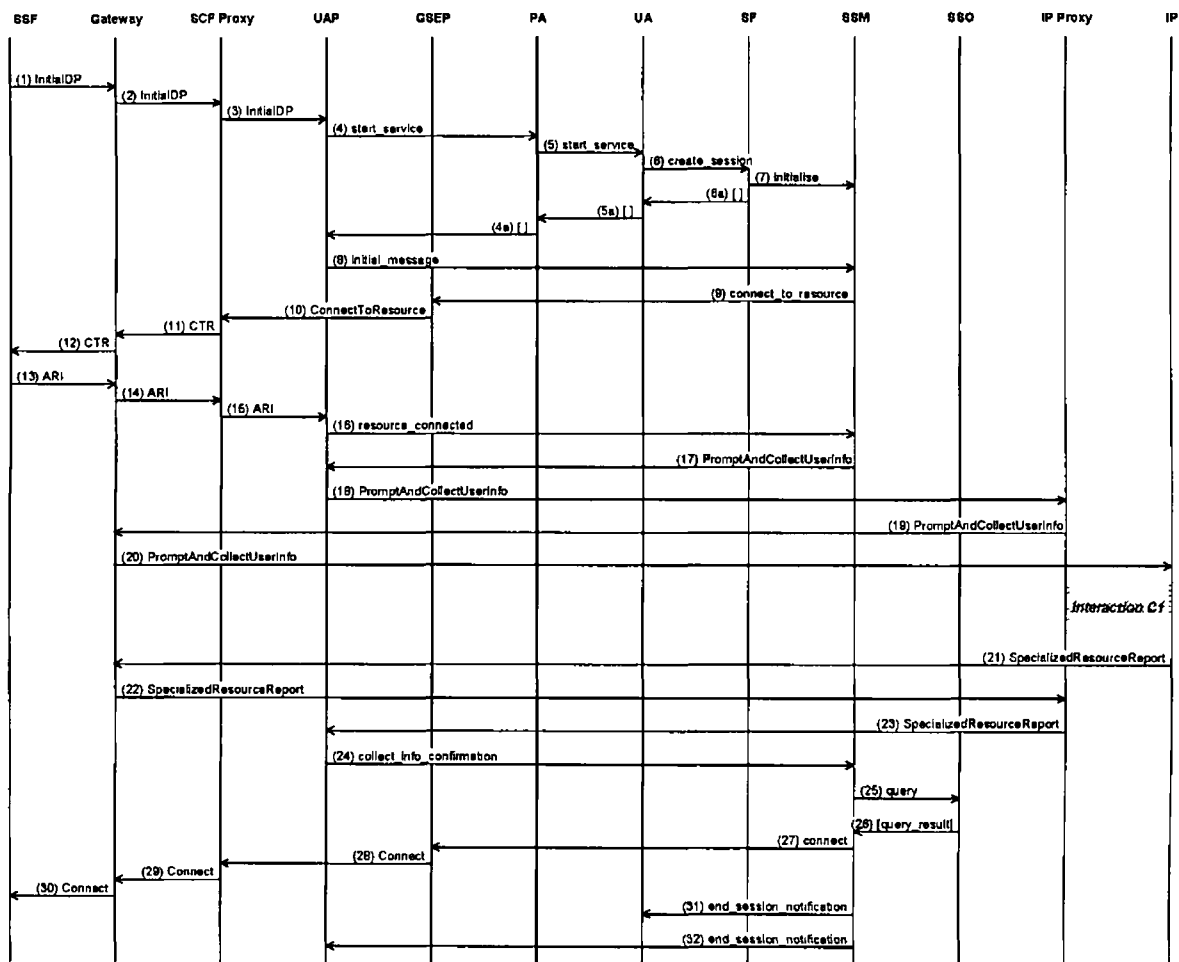 SSF Gateway SCP Proxy UAP GSEP PA UA SF SSM SSO IP Proxy IP
(1) InitialDP
(2) InitialDP
(3) InitialDP
(4) start_service
(5) start_service
(6) create_session
(7) initialise
(6a) [ ]
(5a) [ ]
(4a) [ ]
(8) initial_message
(9) connect_to_resource
(10) ConnectToResource
(11) CTR
(12) CTR
(13) ARI
(14) ARI
(15) ARI
(16) resource_connected
(17) PromptAndCollectUserInfo
(18) PromptAndCollectUserInfo
(19) PromptAndCollectUserInfo
(20) PromptAndCollectUserInfo
Interaction C1
(21) SpecializedResourceReport
(22) SpecializedResourceReport
(23) SpecializedResourceReport
(24) collect_info_confirmation
(25) query
(26) [query_result]
(27) connect
(28) Connect
(29) Connect
(30) Connect
(31) end_session_notification
(32) end_session_notification